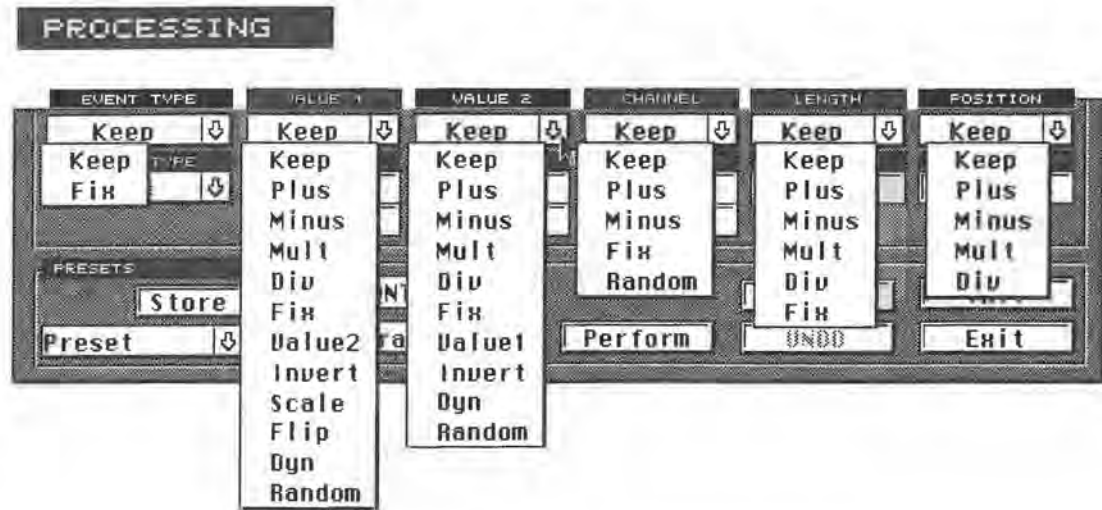 PROCESSING
EVENT TYPE VALUE 1 VALUE 2 CHANNEL LENGTH POSITION
Keep Keep Keep Keep Keep Keep
Keep TYPE
Fix
Keep
Plus
Minus
Mult
Div
Fix
Value2
Invert
Scale
Flip
Dyn
Random
Keep
Plus
Minus
Mult
Div
Fix
Value1
Invert
Dyn
Random
Keep
Plus
Minus
Fix
Random
Keep
Plus
Minus
Mult
Div
Fix
Keep
Plus
Minus
Mult
Div
PRESETS
Store
Preset
Perform UNDO Exit